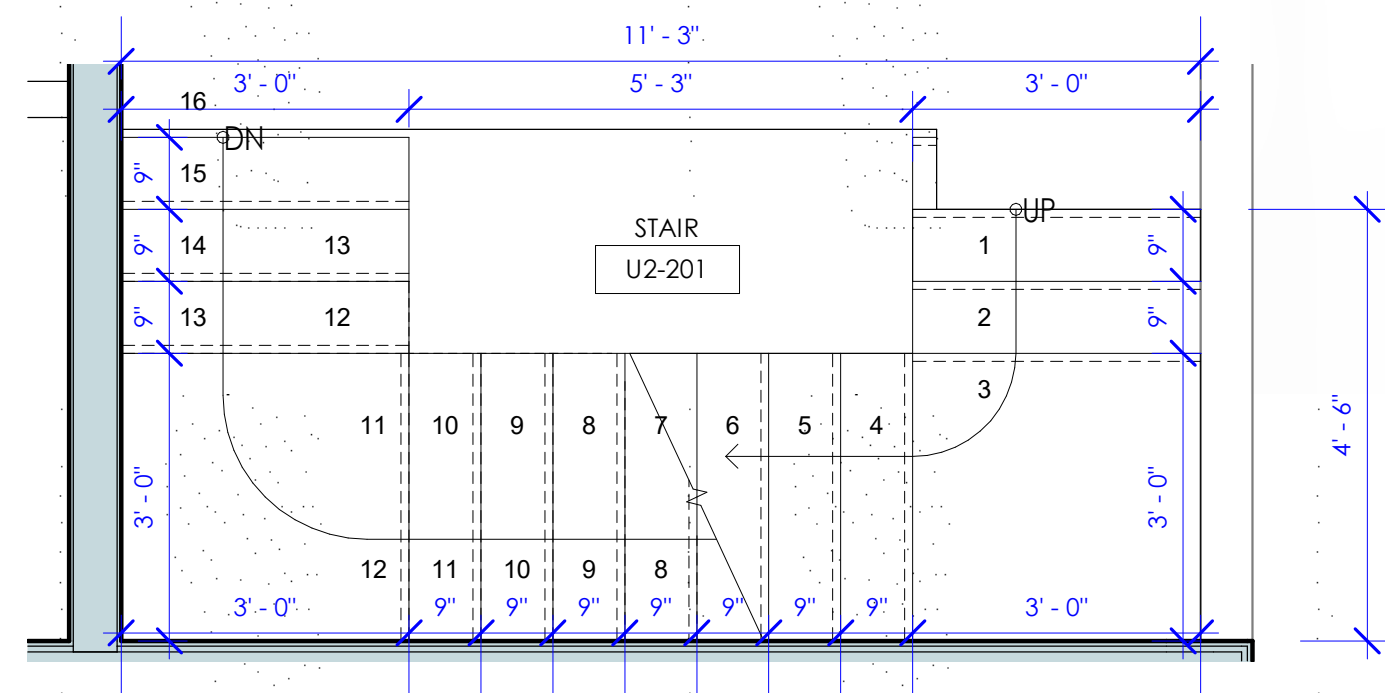 11' - 3"
3' - 0" 5' - 3" 3' - 0"
16
DN
9" 15
UP
STAIR
9" 14 13 1 9"
U2-201
9" 13 12 2 9"
3
4' - 6"
11 10 9 8 7 6 5 4
3' - 0" 3' - 0"
12 11 10 9 8
3' - 0" 9" 9" 9" 9" 9" 9" 9" 3' - 0"